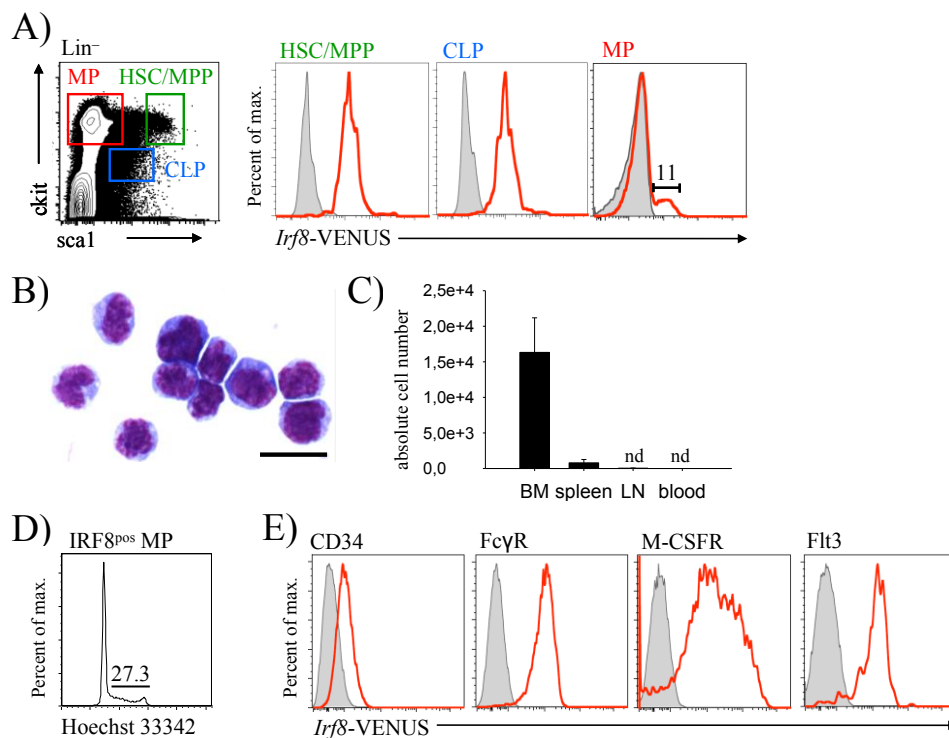 A)
Lin⁻
MP HSC/MPP
CLP
ckit
sca1
HSC/MPP CLP MP
Percent of max.
11
Irf8-VENUS
B)
C)
absolute cell number
2,5e+4
2,0e+4
1,5e+4
1,0e+4
5,0e+3
0,0
nd nd
BM spleen LN blood
D)
IRF8pos MP
Percent of max.
27.3
Hoechst 33342
E)
CD34 FcγR M-CSFR Flt3
Percent of max.
Irf8-VENUS